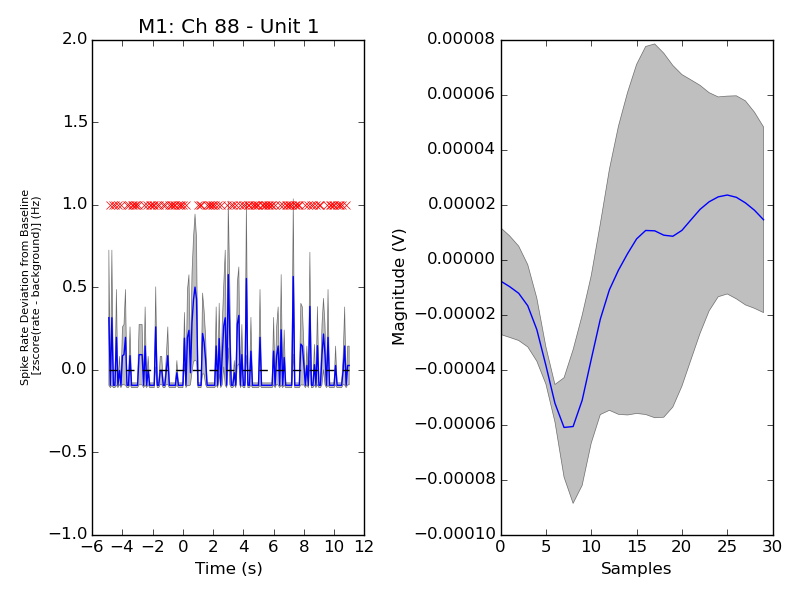 M1: Ch 88 - Unit 1
2.0
1.5
1.0
0.5
0.0
−0.5
−1.0
−6 −4 −2 0 2 4 6 8 10 12
Time (s)
Spike Rate Deviation from Baseline
[zscore(rate - background)] (Hz)
0.00008
0.00006
0.00004
0.00002
0.00000
−0.00002
−0.00004
−0.00006
−0.00008
−0.00010
0 5 10 15 20 25 30
Samples
Magnitude (V)